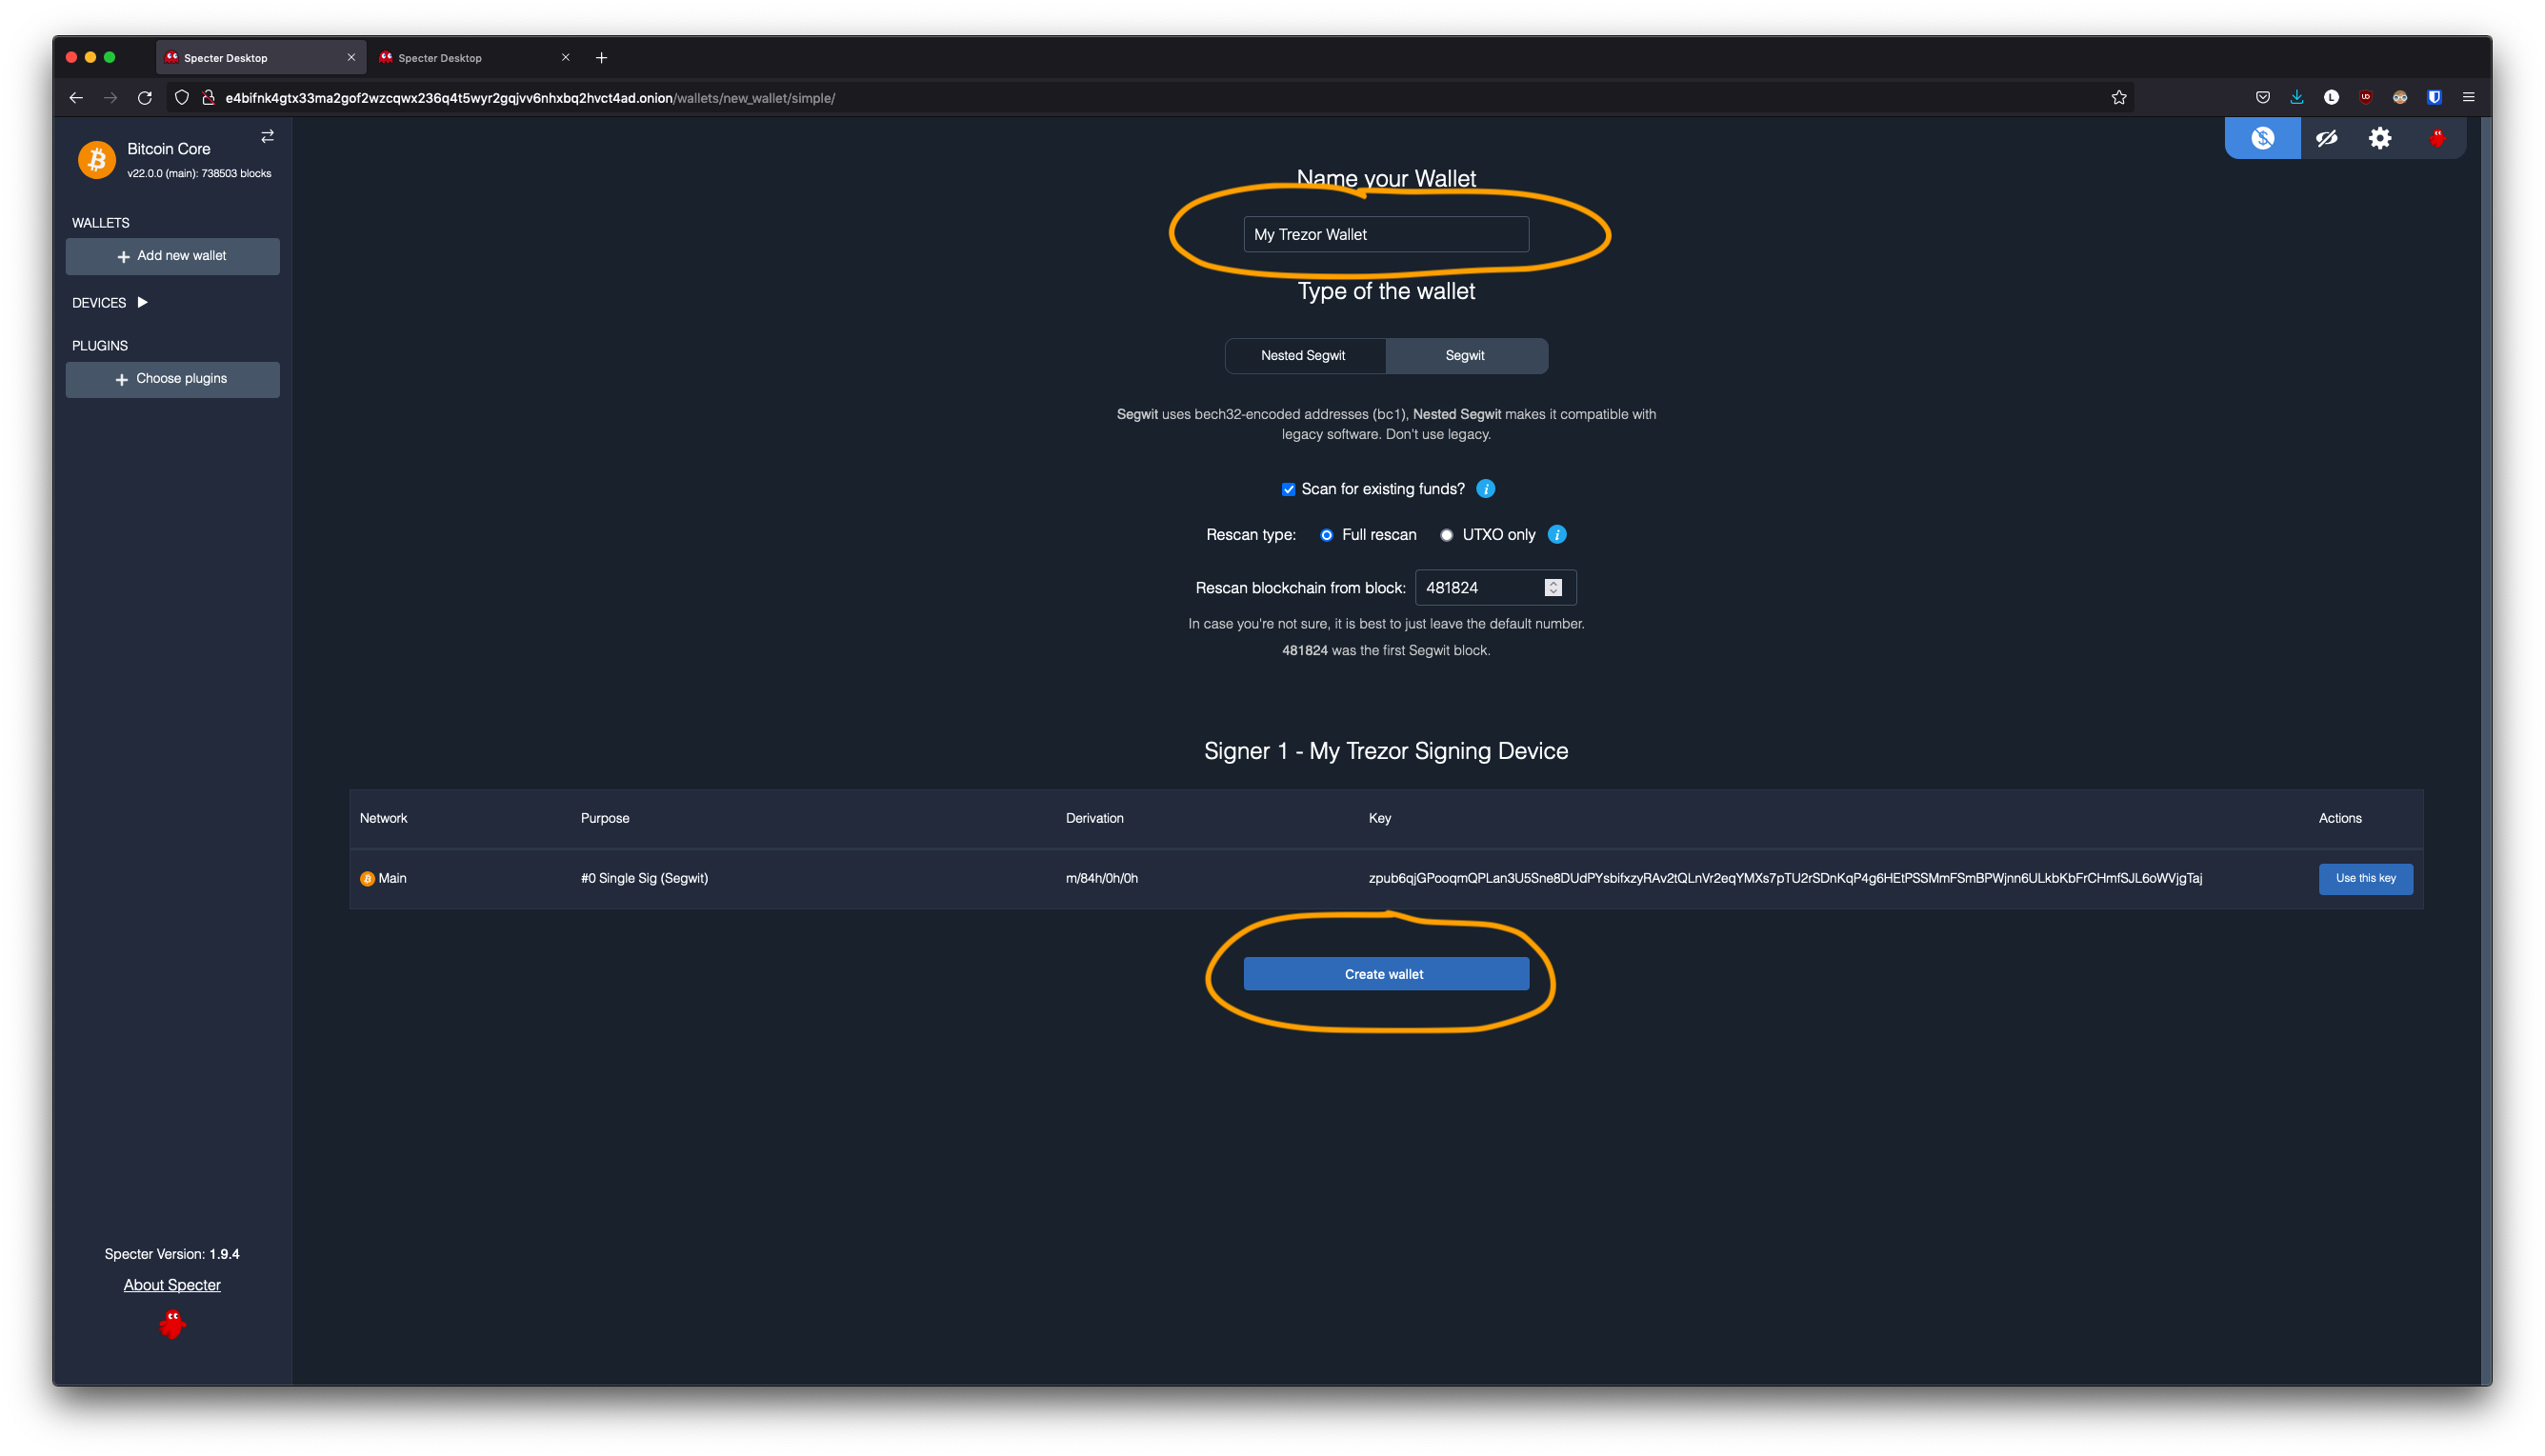 Specter Desktop
Specter Desktop
e4bifnk4gtx33ma2gof2wzcqwx236q4t5wyr2gqjvv6nhxbq2hvct4ad.onion/wallets/new_wallet/simple/
Bitcoin Core
v22.0.0 (main): 738503 blocks
WALLETS
+ Add new wallet
DEVICES
PLUGINS
+ Choose plugins
Name your Wallet
My Trezor Wallet
Type of the wallet
Nested Segwit Segwit
Segwit uses bech32-encoded addresses (bc1), Nested Segwit makes it compatible with
legacy software. Don't use legacy.
Scan for existing funds? i
Rescan type: Full rescan UTXO only i
Rescan blockchain from block: 481824
In case you're not sure, it is best to just leave the default number.
481824 was the first Segwit block.
Signer 1 - My Trezor Signing Device
Network Purpose Derivation Key Actions
Main #0 Single Sig (Segwit) m/84h/0h/0h zpub6qjGPooqmQPLan3U5Sne8DUdPYsbifxzyRAv2tQLnVr2eqYMXs7pTU2rSDnKqP4g6HEtPSSMmFSmBPWjnn6ULkbKbFrCHmfSJL6oWVjgTaj Use this key
Create wallet
Specter Version: 1.9.4
About Specter